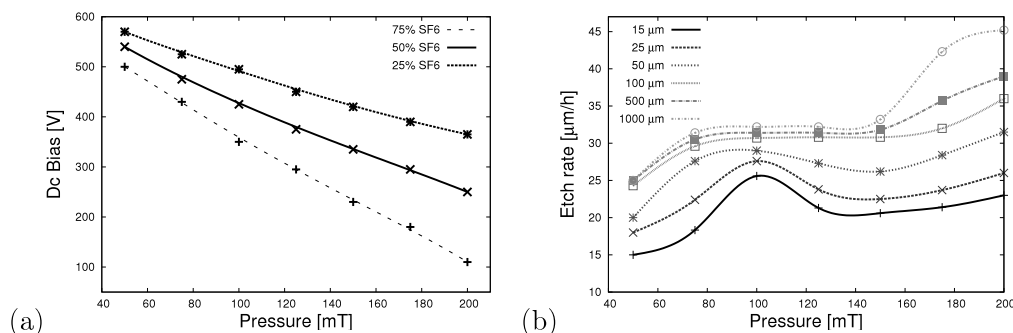 600
500
400
300
200
100
40 60 80 100 120 140 160 180 200
Dc Bias [V]
Pressure [mT]
75% SF6
50% SF6
25% SF6
(a)
45
40
35
30
25
20
15
10
40 60 80 100 120 140 160 180 200
Etch rate [μm/h]
Pressure [mT]
15 μm
25 μm
50 μm
100 μm
500 μm
1000 μm
(b)